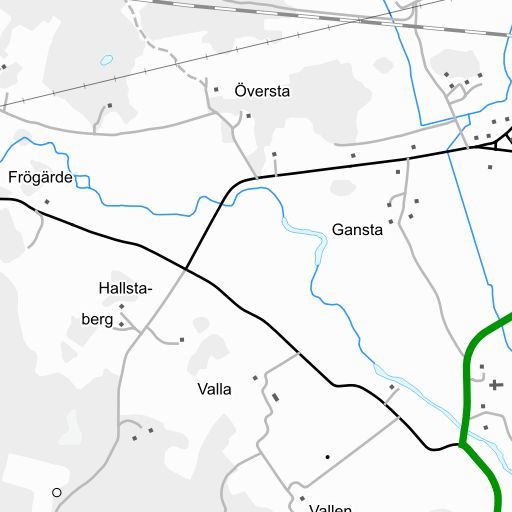 Översta
Frögärde
Gansta
Hallsta-
berg
Valla
Vallen